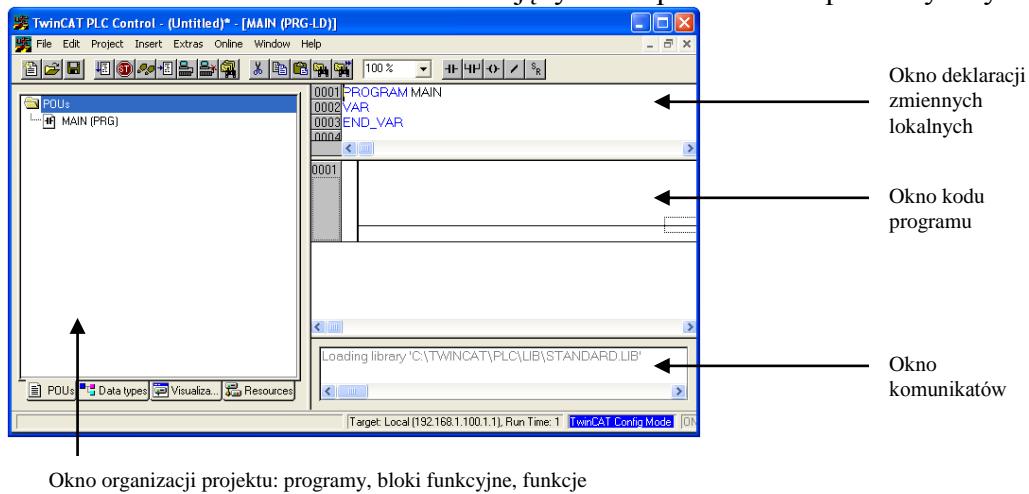 TwinCAT PLC Control - (Untitled)* - [MAIN (PRG-LD)]
File Edit Project Insert Extras Online Window Help
100 %
POUs
MAIN (PRG)
0001 PROGRAM MAIN
0002 VAR
0003 END_VAR
0004
0001
Loading library 'C:\TWINCAT\PLC\LIB\STANDARD.LIB'
POUs Data types Visualiza... Resources
Target: Local (192.168.1.100.1.1), Run Time: 1 TwinCAT Config Mode
Okno deklaracji
zmiennych
lokalnych
Okno kodu
programu
Okno
komunikatów
Okno organizacji projektu: programy, bloki funkcyjne, funkcje